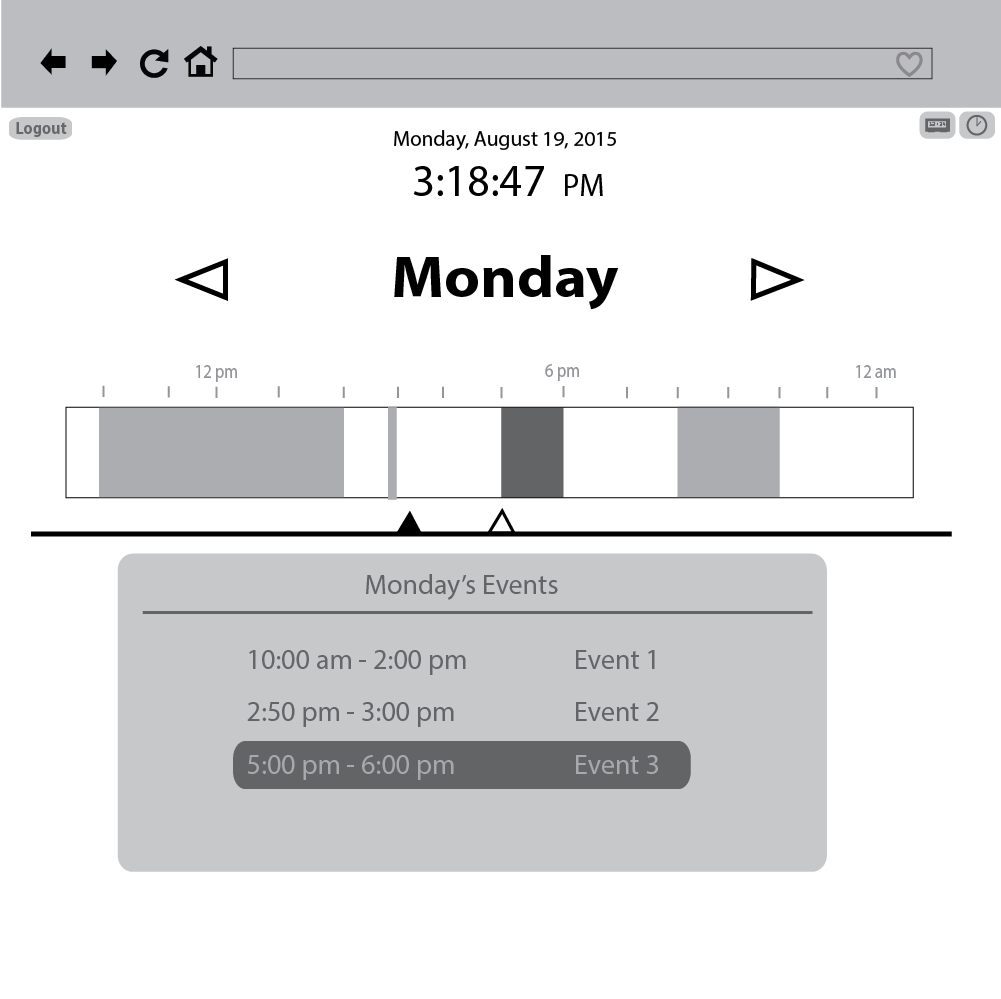 Logout
Monday, August 19, 2015
3:18:47 PM
Monday
12 pm 6 pm 12 am
Monday’s Events
10:00 am - 2:00 pm Event 1
2:50 pm - 3:00 pm Event 2
5:00 pm - 6:00 pm Event 3